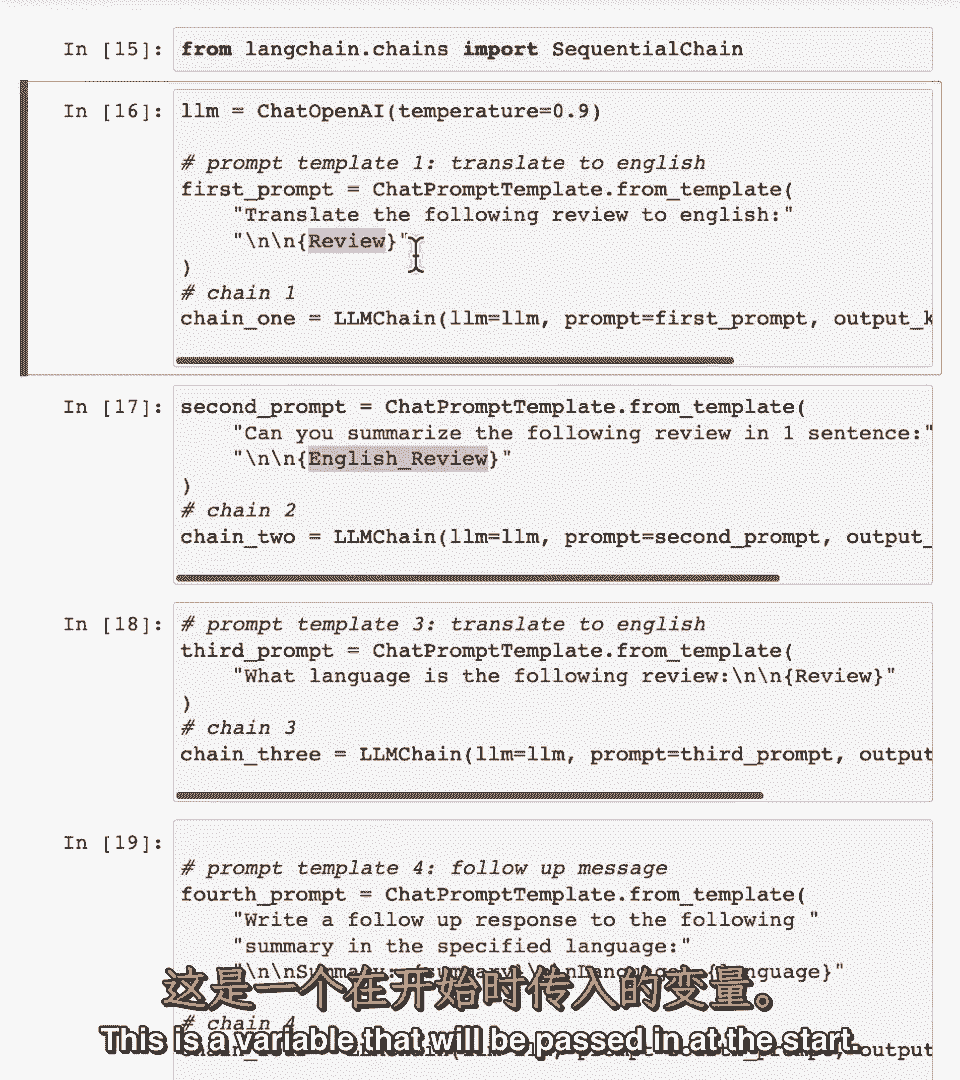 In [15]: from langchain.chains import SequentialChain
In [16]: llm = ChatOpenAI(temperature=0.9)
# prompt template 1: translate to english
first_prompt = ChatPromptTemplate.from_template(
"Translate the following review to english:"
"\n\n{Review}"
)
# chain 1
chain_one = LLMChain(llm=llm, prompt=first_prompt, output_k
In [17]: second_prompt = ChatPromptTemplate.from_template(
"Can you summarize the following review in 1 sentence:"
"\n\n{English_Review}"
)
# chain 2
chain_two = LLMChain(llm=llm, prompt=second_prompt, output_
In [18]: # prompt template 3: translate to english
third_prompt = ChatPromptTemplate.from_template(
"What language is the following review:\n\n{Review}"
)
# chain 3
chain_three = LLMChain(llm=llm, prompt=third_prompt, output
In [19]:
# prompt template 4: follow up message
fourth_prompt = ChatPromptTemplate.from_template(
"Write a follow up response to the following "
"summary in the specified language:"
这是一个在开始时传入的变量。
# chain 4
This is a variable that will be passed in at the start.